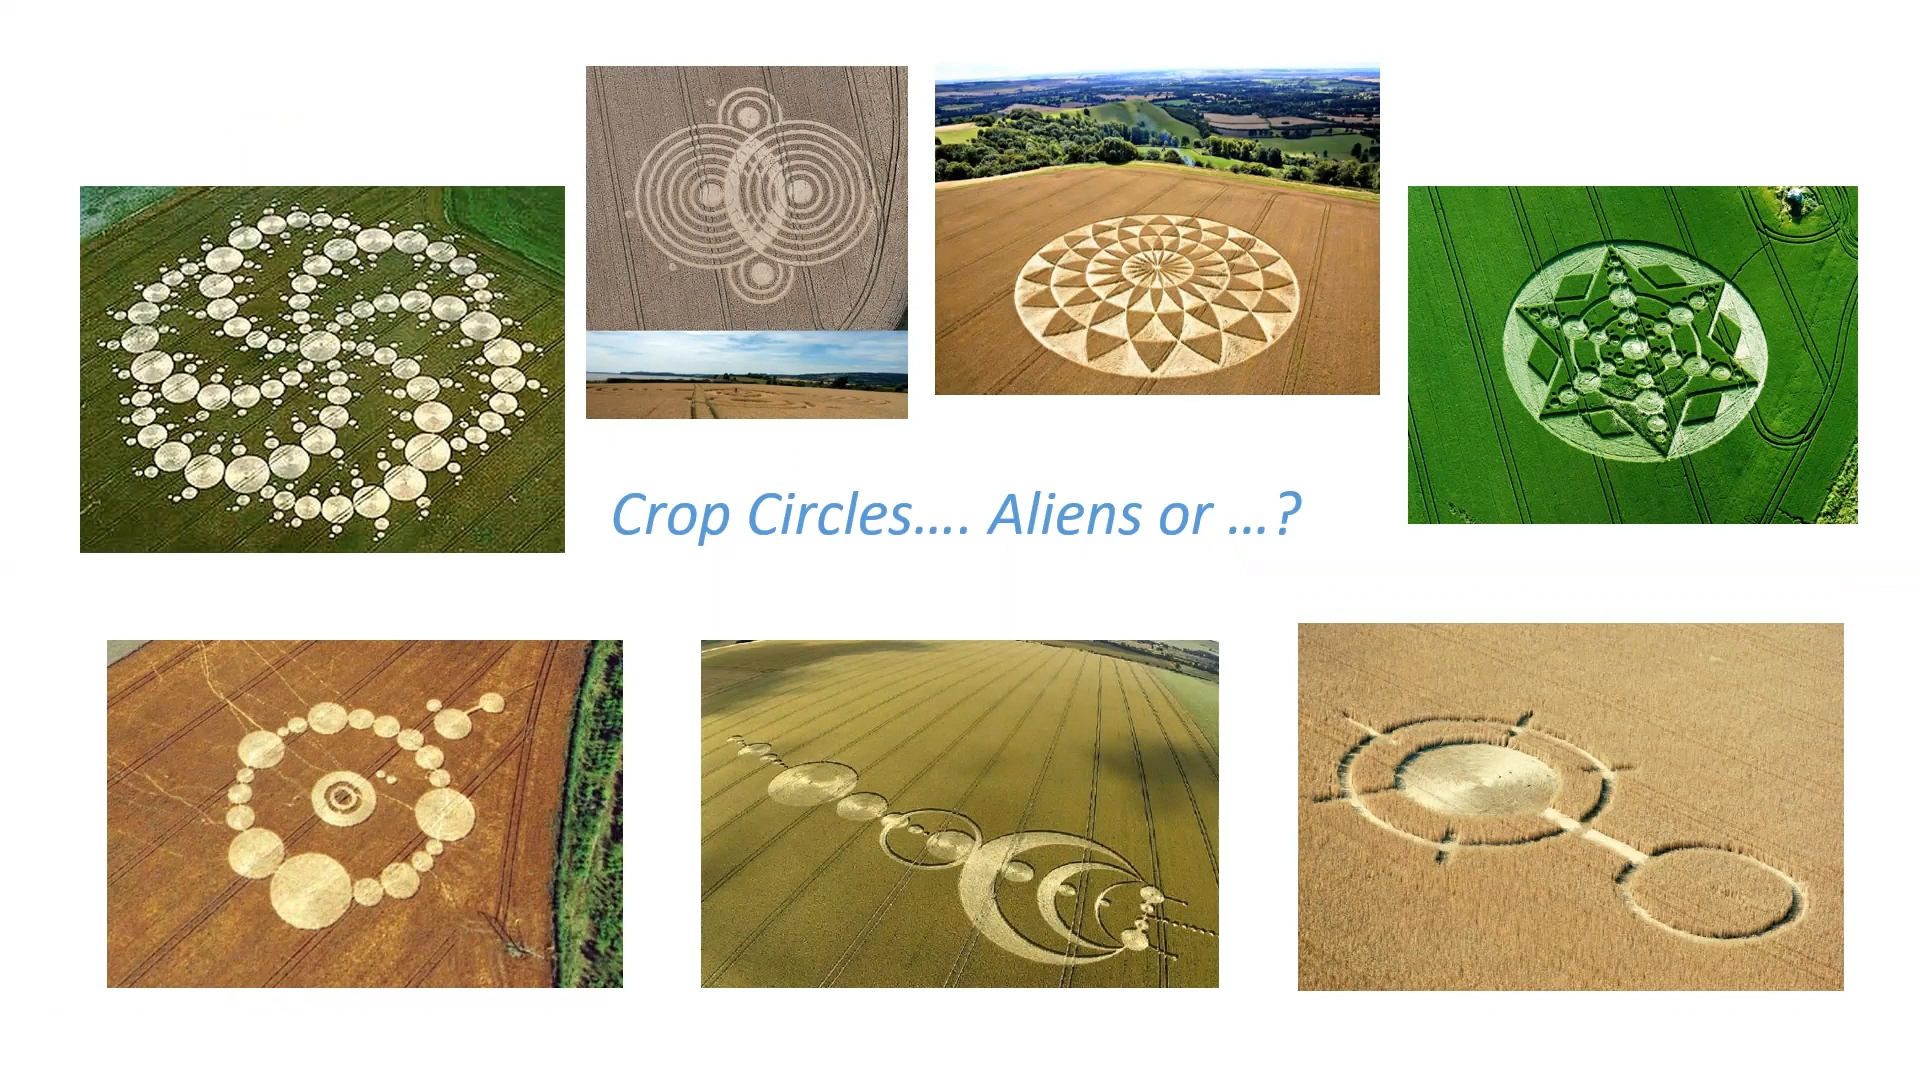 Crop Circles…. Aliens or …?